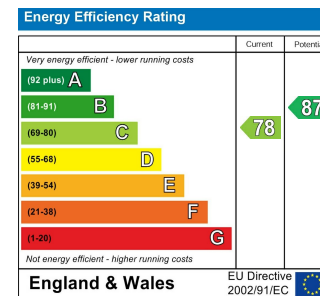 Energy Efficiency Rating
Current Potentia
Very energy efficient - lower running costs
(92 plus) A
(81-91) B
87
(69-80) C
78
(55-68) D
(39-54) E
(21-38) F
(1-20) G
Not energy efficient - higher running costs
England & Wales
EU Directive
2002/91/EC